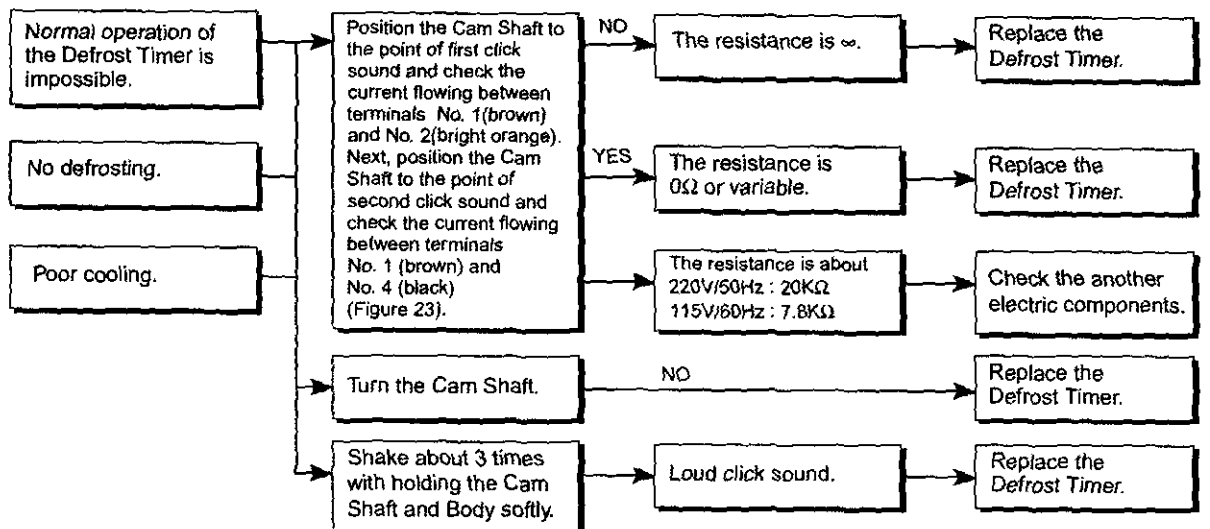 Normal operation of
the Defrost Timer is
impossible.
No defrosting.
Poor cooling.
Position the Cam Shaft to
the point of first click
sound and check the
current flowing between
terminals No. 1(brown)
and No. 2(bright orange).
Next, position the Cam
Shaft to the point of
second click sound and
check the current flowing
between terminals
No. 1 (brown) and
No. 4 (black)
(Figure 23).
NO
The resistance is ∞.
Replace the
Defrost Timer.
YES
The resistance is
0Ω or variable.
Replace the
Defrost Timer.
The resistance is about
220V/50Hz : 20KΩ
115V/60Hz : 7.8KΩ
Check the another
electric components.
Turn the Cam Shaft.
NO
Replace the
Defrost Timer.
Shake about 3 times
with holding the Cam
Shaft and Body softly.
Loud click sound.
Replace the
Defrost Timer.